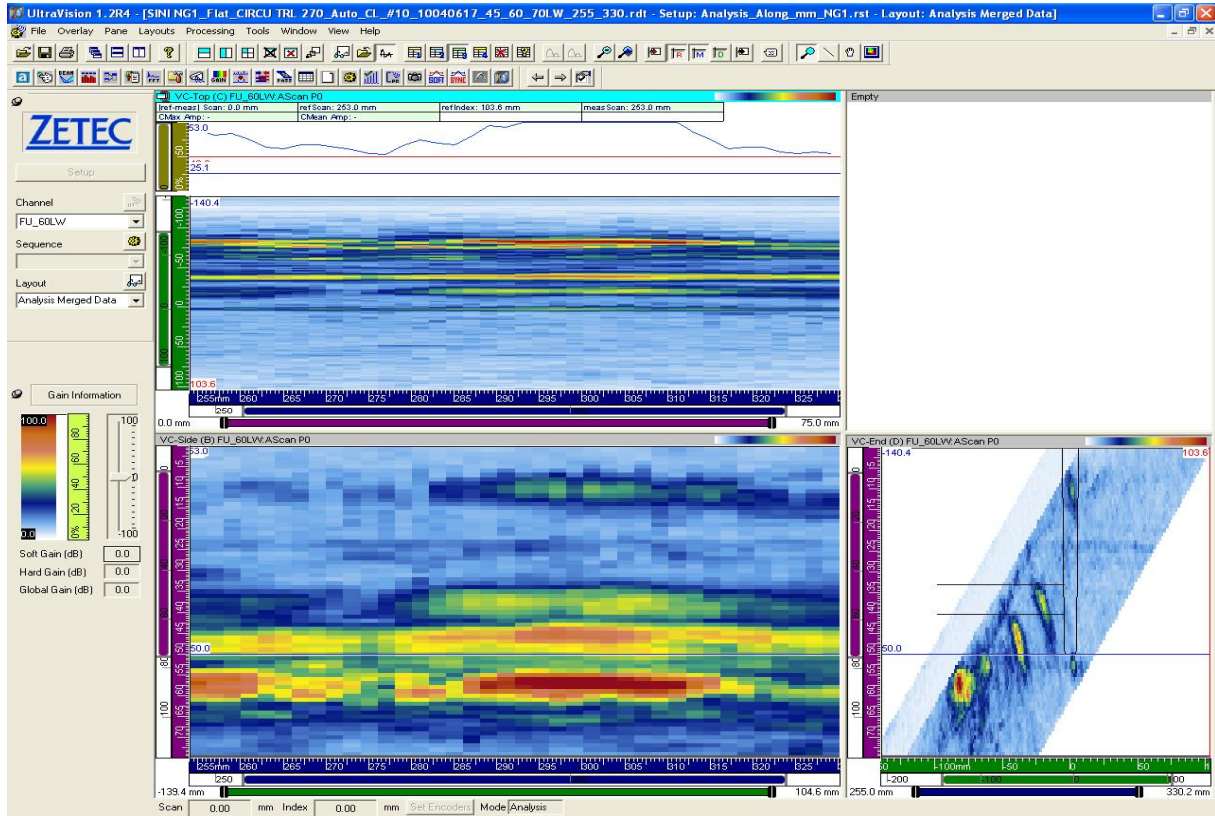 UltraVision 1.2R4 - [SINI NG1_Flat_CIRCU TRL 270_Auto_CL_#10_10040617_45_60_70LW_255_330.rdt - Setup: Analysis_Along_mm_NG1.rst - Layout: Analysis Merged Data]
File Overlay Pane Layouts Processing Tools Window View Help
ZETEC
Setup
Channel
FU_60LW
Sequence
Layout
Analysis Merged Data
Gain Information
100.0
0.0
80
60
40
20
0%
100
0
-100
Soft Gain (dB) 0.0
Hard Gain (dB) 0.0
Global Gain (dB) 0.0
VC-Top (C) FU_60LW:AScan P0
|ref-meas| Scan: 0.0 mm refScan: 253.0 mm refIndex: 103.6 mm measScan: 253.0 mm
CMax Amp: - CMean Amp: -
53.0
25.1
-140.4
103.6
255mm 260 265 270 275 280 285 290 295 300 305 310 315 320 325
250
0.0 mm 75.0 mm
VC-Side (B) FU_60LW:AScan P0
53.0
50.0
255mm 260 265 270 275 280 285 290 295 300 305 310 315 320 325
250
-139.4 mm 104.6 mm
Empty
VC-End (D) FU_60LW:AScan P0
-140.4 103.6
50.0
-100mm -50 0 50
-200 -100 0
255.0 mm 330.2 mm
Scan 0.00 mm Index 0.00 mm Set Encoders Mode Analysis